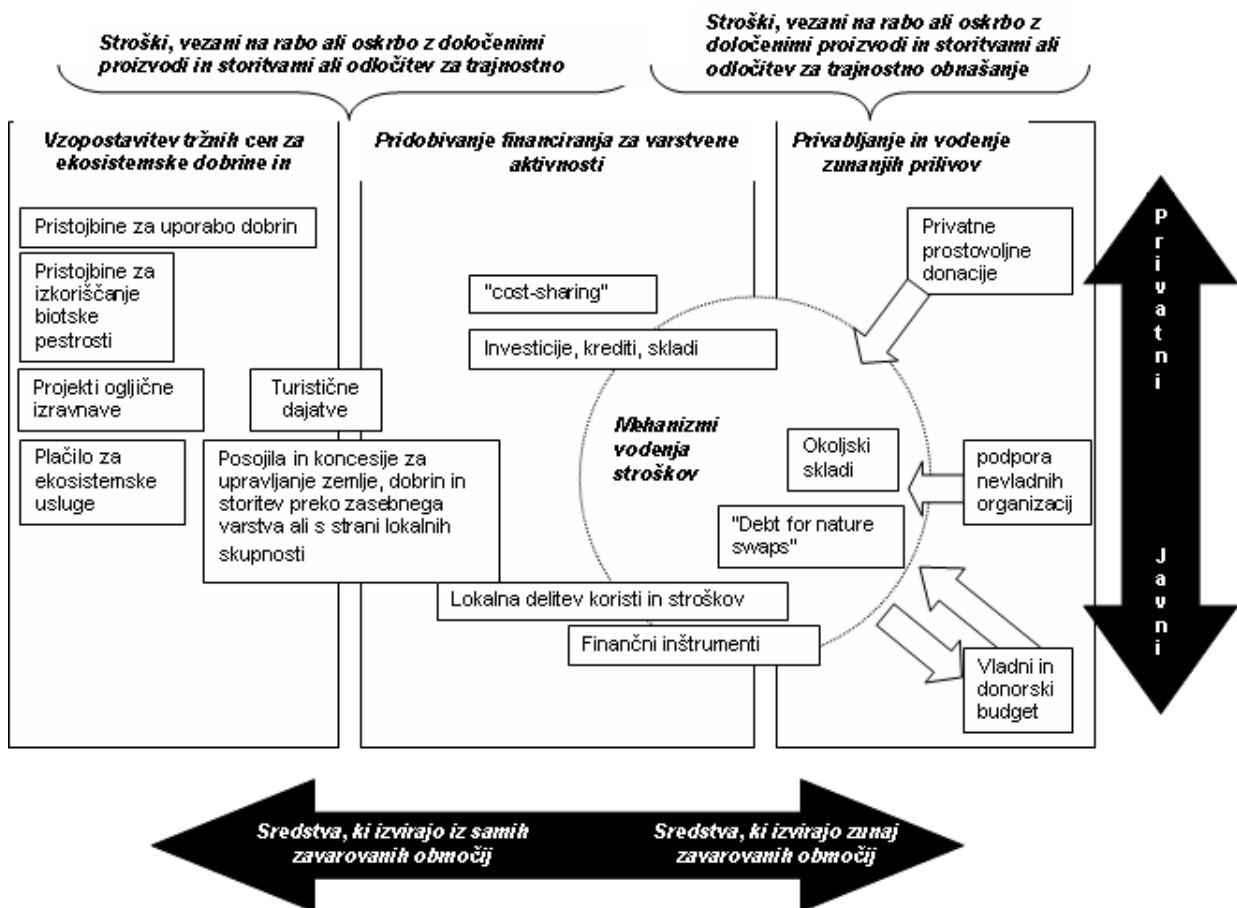 Stroški, vezani na rabo ali oskrbo z določenimi
proizvodi in storitvami ali odločitev za trajnostno
Stroški, vezani na rabo ali oskrbo z
določenimi proizvodi in storitvami ali
odločitev za trajnostno obnašanje
Vzopostavitev tržnih cen za
ekosistemske dobrine in
Pridobivanje financiranja za varstvene
aktivnosti
Privabljanje in vodenje
zunanjih prilivov
Pristojbine za uporabo dobrin
Pristojbine za
izkoriščanje
biotske
pestrosti
Projekti ogljične
izravnave
Plačilo za
ekosistemske
usluge
Turistične
dajatve
Posojila in koncesije za
upravljanje zemlje, dobrin in
storitev preko zasebnega
varstva ali s strani lokalnih
skupnosti
"cost-sharing"
Investicije, krediti, skladi
Mehanizmi
vodenja
stroškov
Okoljski
skladi
"Debt for nature
swaps"
Lokalna delitev koristi in stroškov
Finančni inštrumenti
Privatne
prostovoljne
donacije
podpora
nevladnih
organizacij
Vladni in
donorski
budget
Privatni
Javni
Sredstva, ki izvirajo iz samih
zavarovanih območij
Sredstva, ki izvirajo zunaj
zavarovanih območij